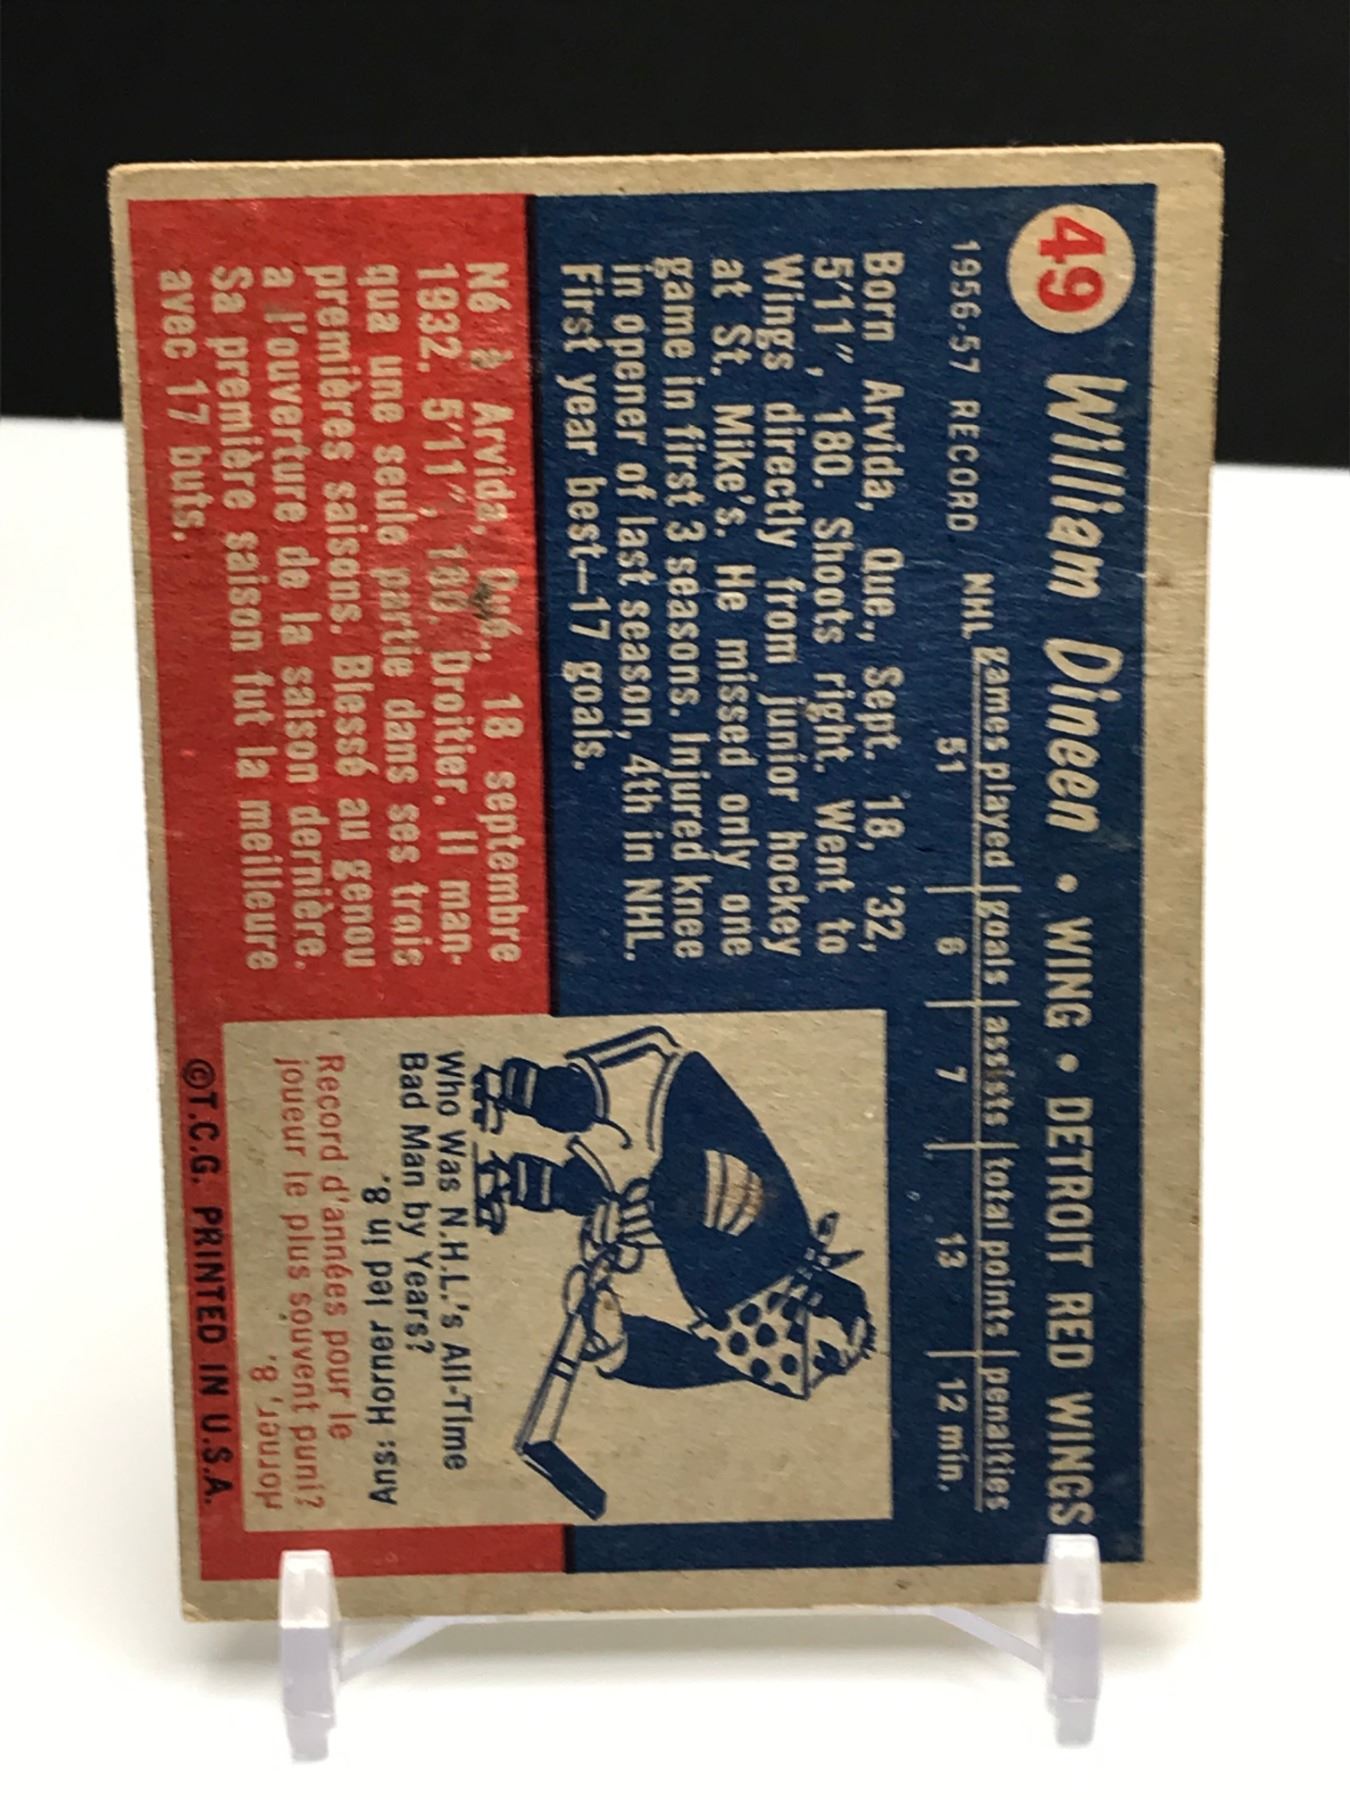 49 William Dineen • WING • DETROIT RED WINGS
1956-57 RECORD NHL games played goals assists total points penalties
51 6 7 13 12 min.
Born Arvida, Que., Sept. 18, '32,
5'11", 180. Shoots right. Went to
Wings directly from junior hockey
at St. Mike's. He missed only one
game in first 3 seasons. Injured knee
in opener of last season, 4th in NHL.
First year best—17 goals.
Né à Arvida, Qué., 18 septembre
1932. 5'11", 180. Droitier. Il man-
qua une seule partie dans ses trois
premières saisons. Blessé au genou
a l'ouverture de la saison dernière.
Sa première saison fut la meilleure
avec 17 buts.
Who Was N.H.L.'s All-Time
Bad Man by Years?
Ans: Horner led in 8.
Record d'années pour le
joueur le plus souvent puni?
Horner, 8.
©T.C.G. PRINTED IN U.S.A.